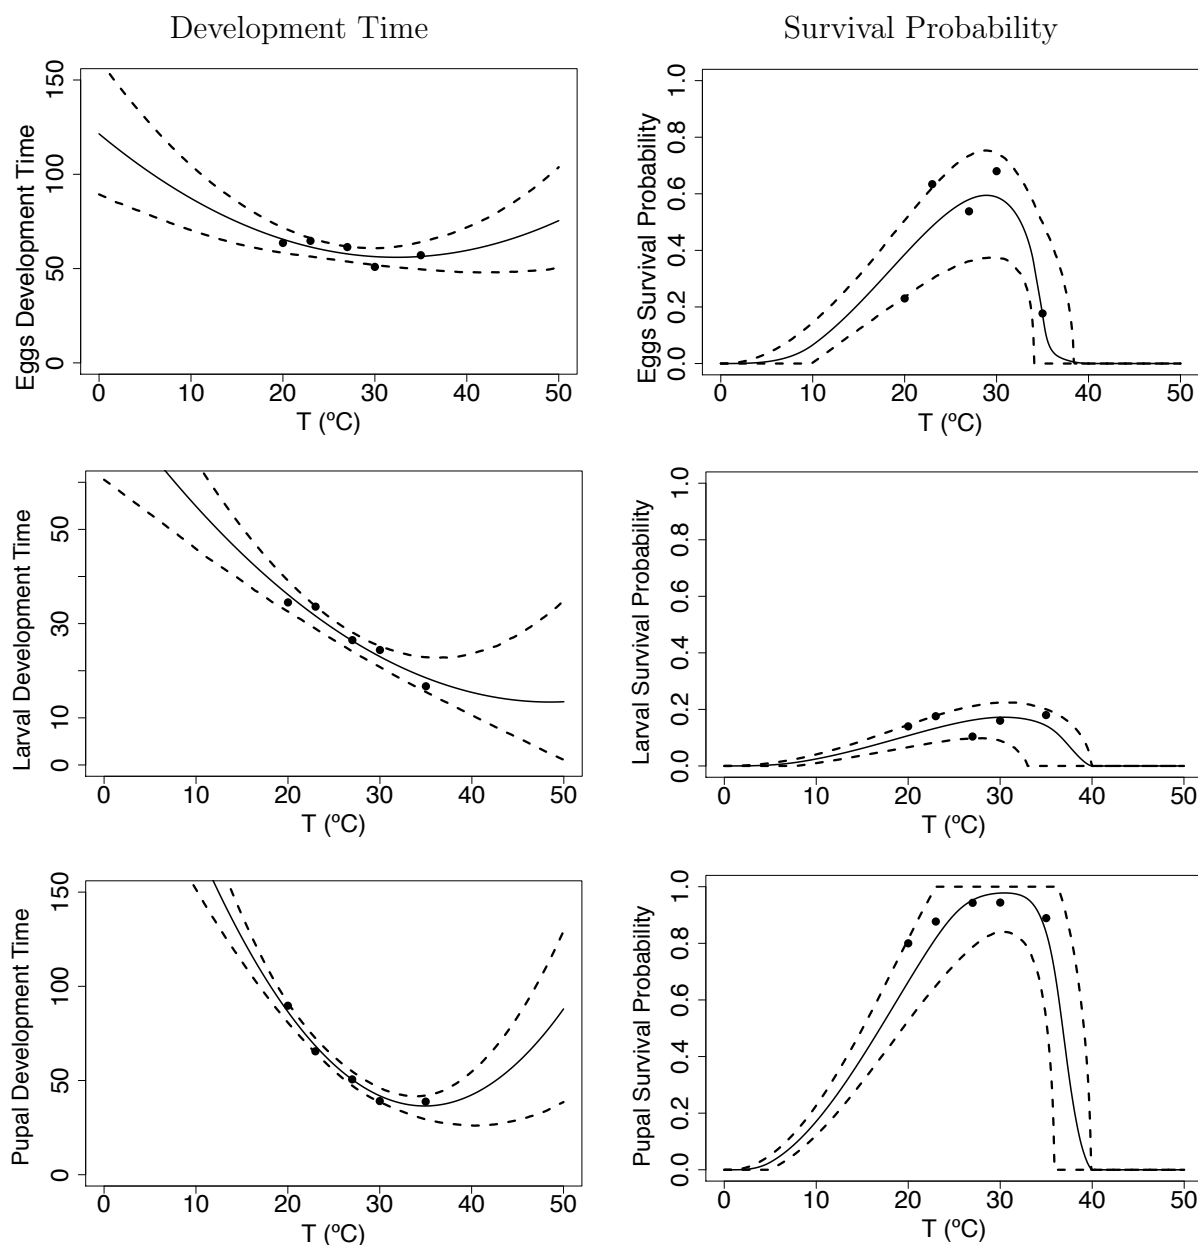 Development Time
Survival Probability
Eggs Development Time
0 50 100 150
0 10 20 30 40 50
T (ºC)
Eggs Survival Probability
0.0 0.2 0.4 0.6 0.8 1.0
0 10 20 30 40 50
T (ºC)
Larval Development Time
0 10 30 50
0 10 20 30 40 50
T (ºC)
Larval Survival Probability
0.0 0.2 0.4 0.6 0.8 1.0
0 10 20 30 40 50
T (ºC)
Pupal Development Time
0 50 100 150
0 10 20 30 40 50
T (ºC)
Pupal Survival Probability
0.0 0.2 0.4 0.6 0.8 1.0
0 10 20 30 40 50
T (ºC)